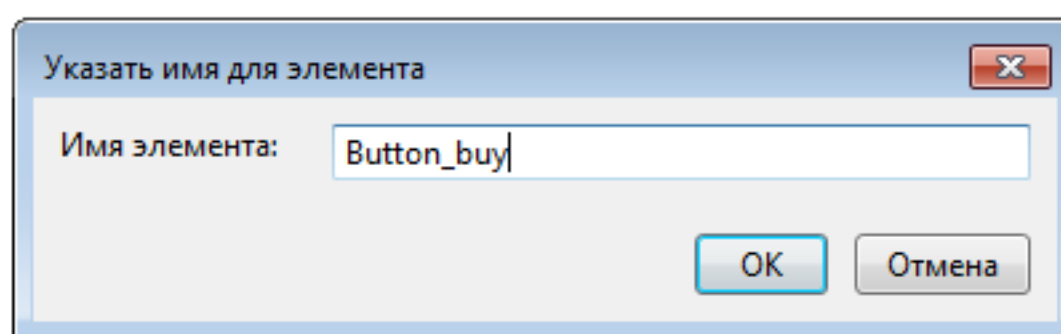 Указать имя для элемента
Имя элемента: Button_buy
OK Отмена